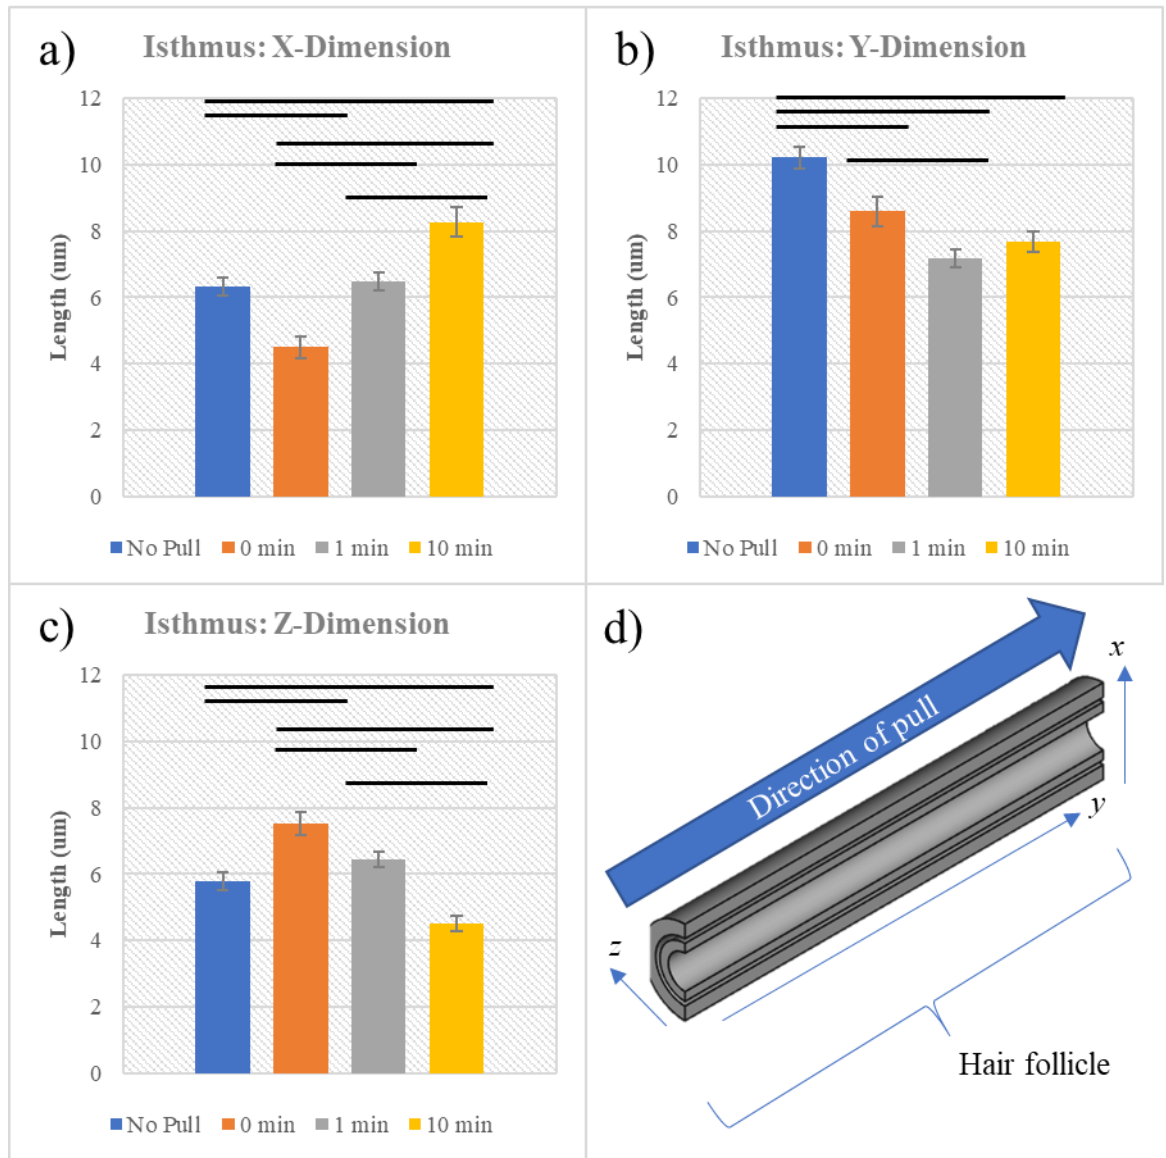 a)
Isthmus: X-Dimension
12
10
8
6
4
2
0
Length (um)
No Pull 0 min 1 min 10 min
b)
Isthmus: Y-Dimension
12
10
8
6
4
2
0
Length (um)
No Pull 0 min 1 min 10 min
c)
Isthmus: Z-Dimension
12
10
8
6
4
2
0
Length (um)
No Pull 0 min 1 min 10 min
d)
Direction of pull
x
y
z
Hair follicle